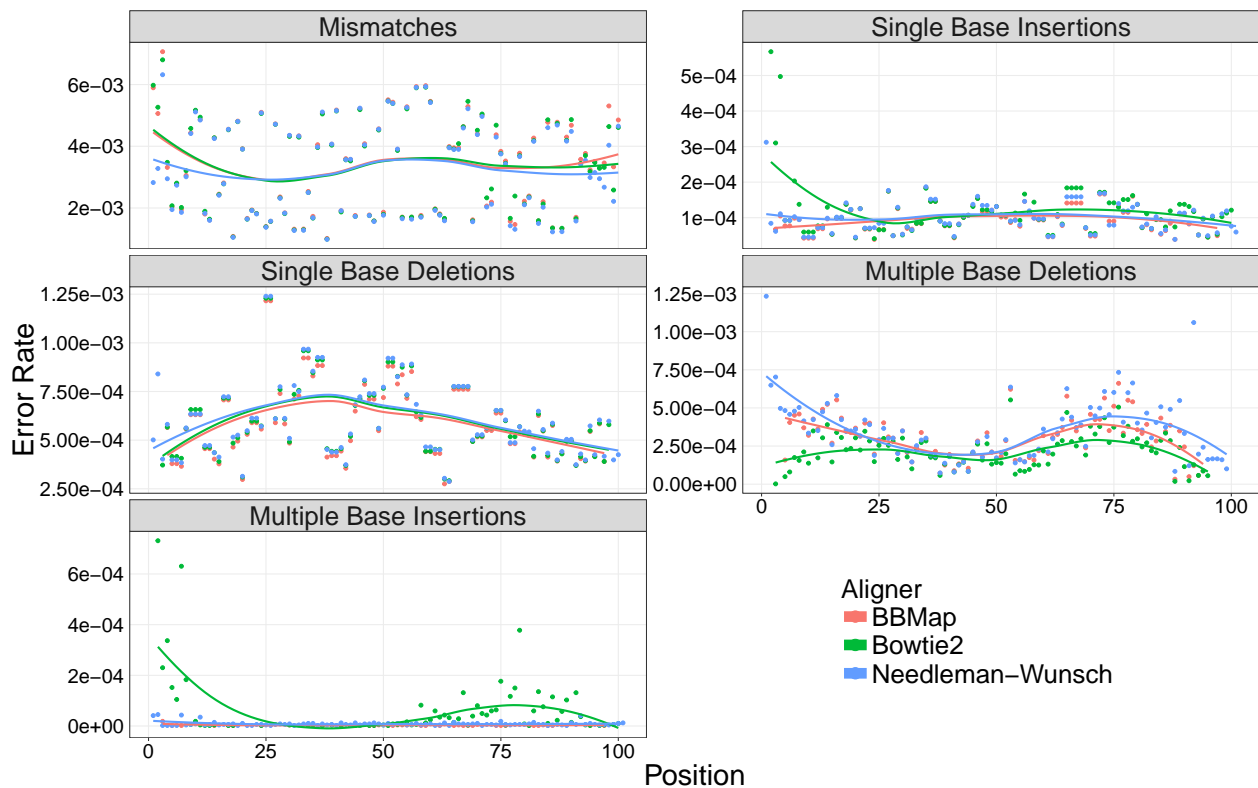 Mismatches
Single Base Insertions
6e−03
4e−03
2e−03
5e−04
4e−04
3e−04
2e−04
1e−04
Single Base Deletions
Multiple Base Deletions
1.25e−03
1.00e−03
7.50e−04
5.00e−04
2.50e−04
1.25e−03
1.00e−03
7.50e−04
5.00e−04
2.50e−04
0.00e+00
0
25
50
75
100
Multiple Base Insertions
6e−04
4e−04
2e−04
0e+00
0
25
50
75
100
Error Rate
Position
Aligner
BBMap
Bowtie2
Needleman−Wunsch